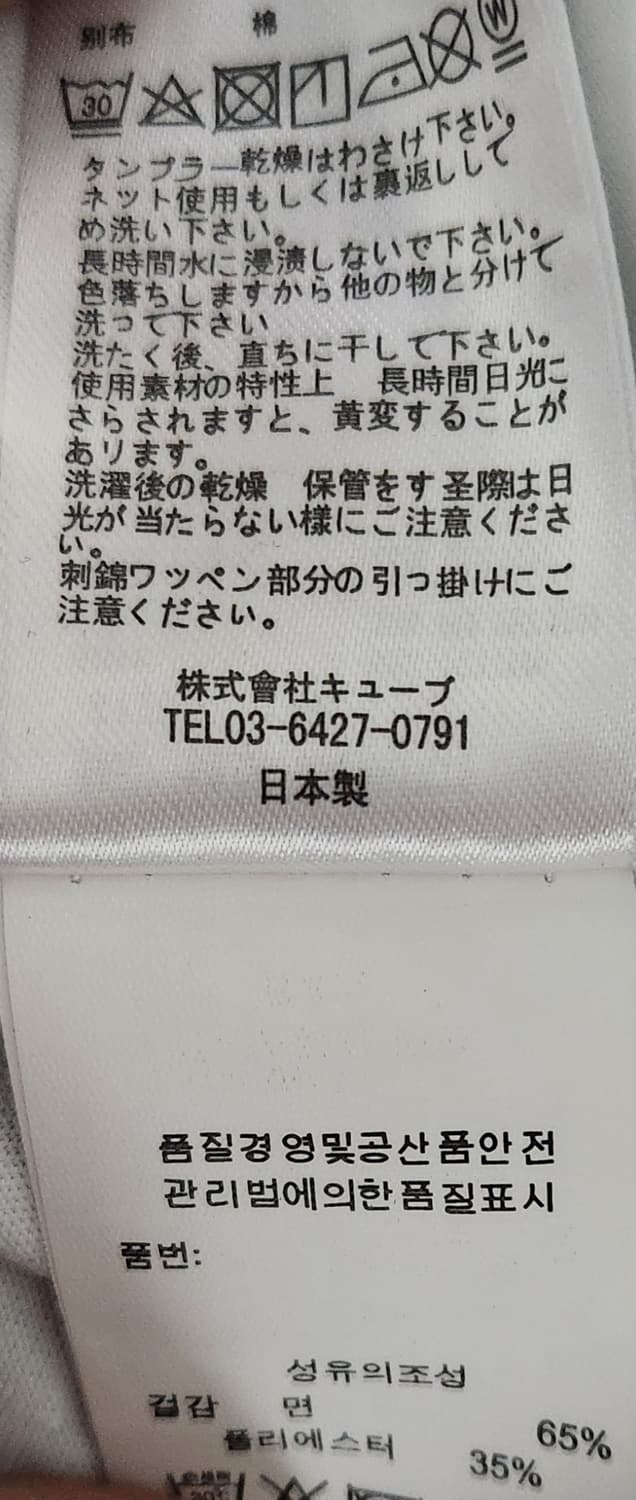 別布 棉
30 W
タンプラー乾燥はわさけ下さい。
ネット使用もしくは裏返しして
め洗い下さい。
長時間水に浸漬しないで下さい。
色落ちしますから他の物と分けて
洗って下さい
洗たく後、直ちに干して下さい。
使用素材の特性上 長時間日光に
さらされますと、黄変することが
あリます。
洗濯後の乾燥 保管をす圣際は日
光が当たらない様にご注意くださ
い。
刺錦ワッペン部分の引っ掛けにご
注意ください。
株式會社キューブ
TEL03-6427-0791
日本製
품질경영및공산품안전
관리법에의한품질표시
품번:
섬유의조성
겉감 면 65%
폴리에스터 35%